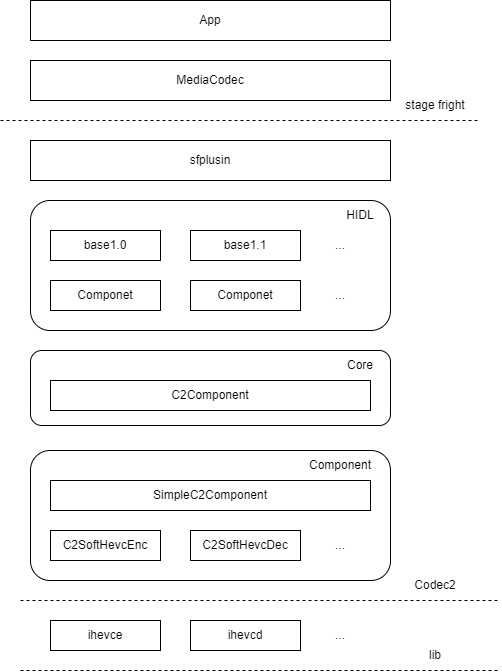 App
MediaCodec
stage fright
sfplusin
HIDL
base1.0 base1.1 ...
Componet Componet ...
Core
C2Component
Component
SimpleC2Component
C2SoftHevcEnc C2SoftHevcDec ...
Codec2
ihevce ihevcd ...
lib